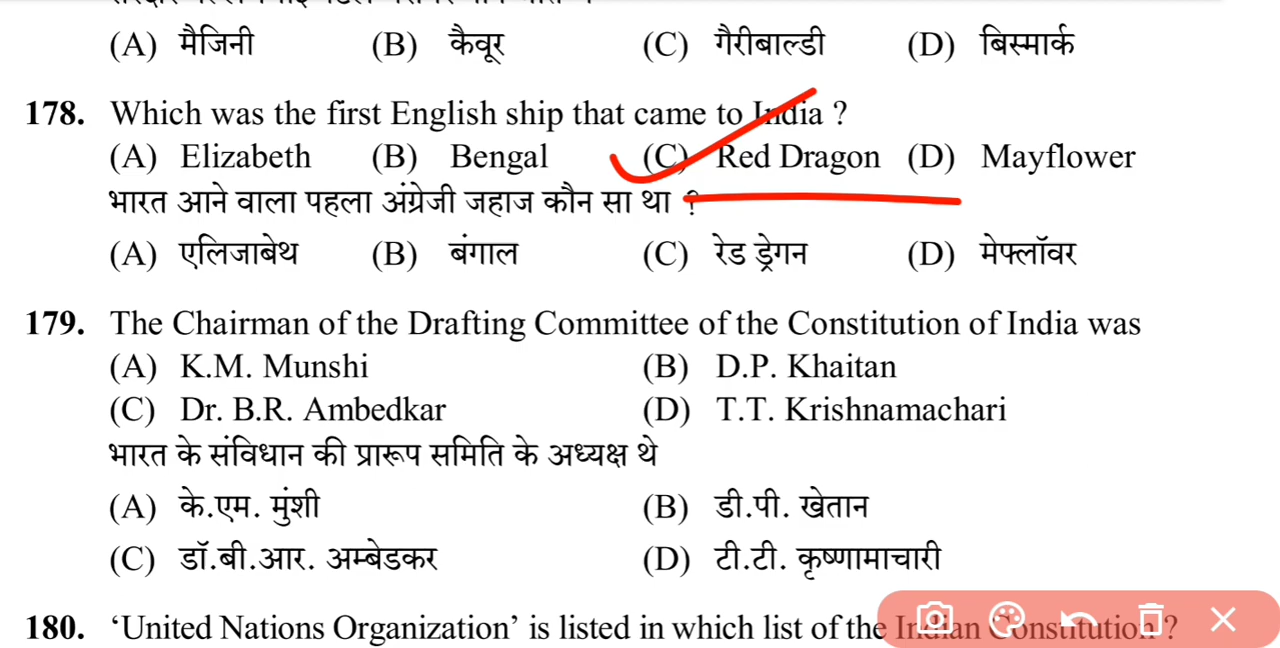 (A) मैजिनी (B) कैवूर (C) गैरीबाल्डी (D) बिस्मार्क
178. Which was the first English ship that came to India ?
(A) Elizabeth (B) Bengal (C) Red Dragon (D) Mayflower
भारत आने वाला पहला अंग्रेजी जहाज कौन सा था ?
(A) एलिजाबेथ (B) बंगाल (C) रेड ड्रेगन (D) मेफ्लॉवर
179. The Chairman of the Drafting Committee of the Constitution of India was
(A) K.M. Munshi (B) D.P. Khaitan
(C) Dr. B.R. Ambedkar (D) T.T. Krishnamachari
भारत के संविधान की प्रारूप समिति के अध्यक्ष थे
(A) के.एम. मुंशी (B) डी.पी. खेतान
(C) डॉ.बी.आर. अम्बेडकर (D) टी.टी. कृष्णामाचारी
180. ‘United Nations Organization’ is listed in which list of the Indian Constitution ?